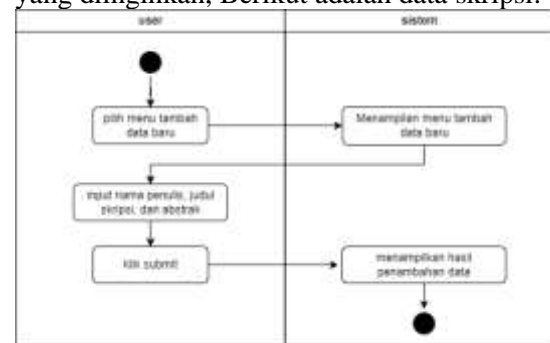 yang diinginkan, Berikut adalah data skripsi.
user
sistem
pilih menu tambah
data baru
Menampilan menu tambah
data baru
input nama penulis, judul
skripsi, dan abstrak
klik submit
menampilkan hasil
penambahan data